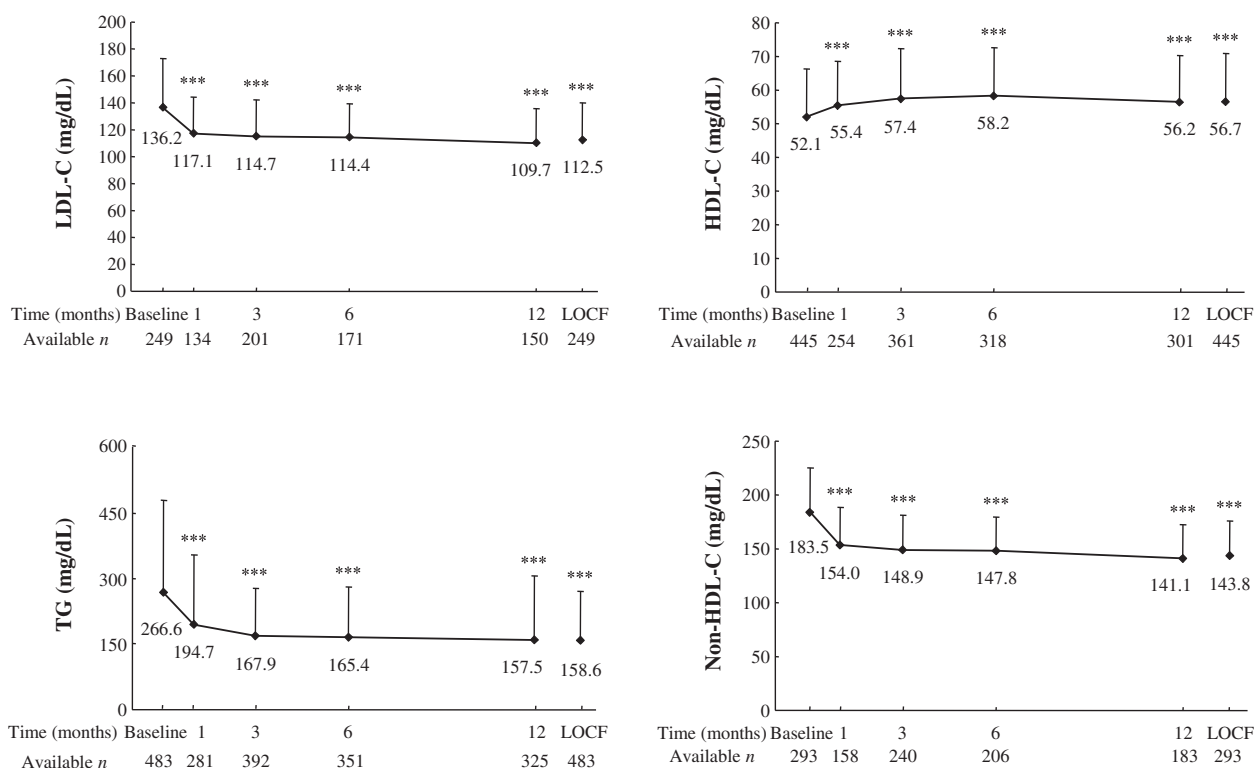 LDL-C (mg/dL)
200
180
160
140
120
100
80
60
40
20
0
*** *** *** *** ***
136.2 117.1 114.7 114.4 109.7 112.5
Time (months) Baseline 1 3 6 12 LOCF
Available n 249 134 201 171 150 249
HDL-C (mg/dL)
80
70
60
50
40
30
20
10
0
*** *** *** *** ***
52.1 55.4 57.4 58.2 56.2 56.7
Time (months) Baseline 1 3 6 12 LOCF
Available n 445 254 361 318 301 445
TG (mg/dL)
600
450
300
150
0
*** *** *** *** ***
266.6 194.7 167.9 165.4 157.5 158.6
Time (months) Baseline 1 3 6 12 LOCF
Available n 483 281 392 351 325 483
Non-HDL-C (mg/dL)
250
200
150
100
50
0
*** *** *** *** ***
183.5 154.0 148.9 147.8 141.1 143.8
Time (months) Baseline 1 3 6 12 LOCF
Available n 293 158 240 206 183 293